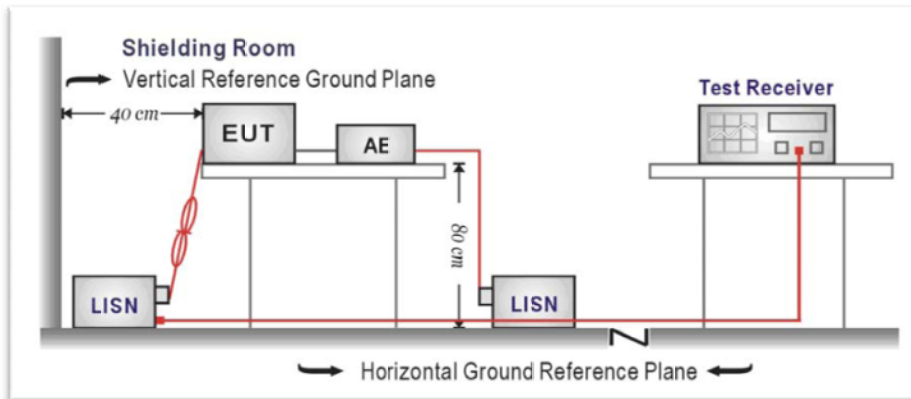 Shielding Room
Vertical Reference Ground Plane
Test Receiver
40 cm
EUT
AE
80 cm
LISN
LISN
Horizontal Ground Reference Plane